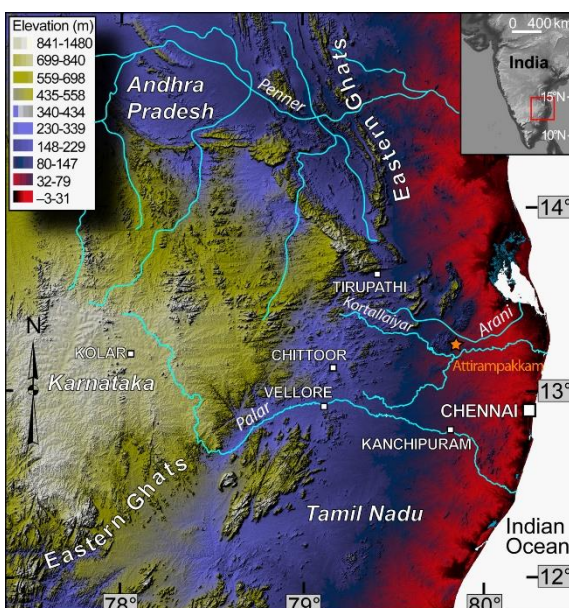 Elevation (m)
841-1480
699-840
559-698
435-558
340-434
230-339
148-229
80-147
32-79
–3-31
0 400 km
India
15°N
10°N
Andhra
Pradesh
Penner
Eastern Ghats
14°
TIRUPATHI
Kortallaiyar
Arani
N
KOLAR
Karnataka
CHITTOOR
Attirampakkam
13°
VELLORE
CHENNAI
Palar
KANCHIPURAM
Eastern Ghats
Tamil Nadu
Indian
Ocean
78°
79°
80°
12°